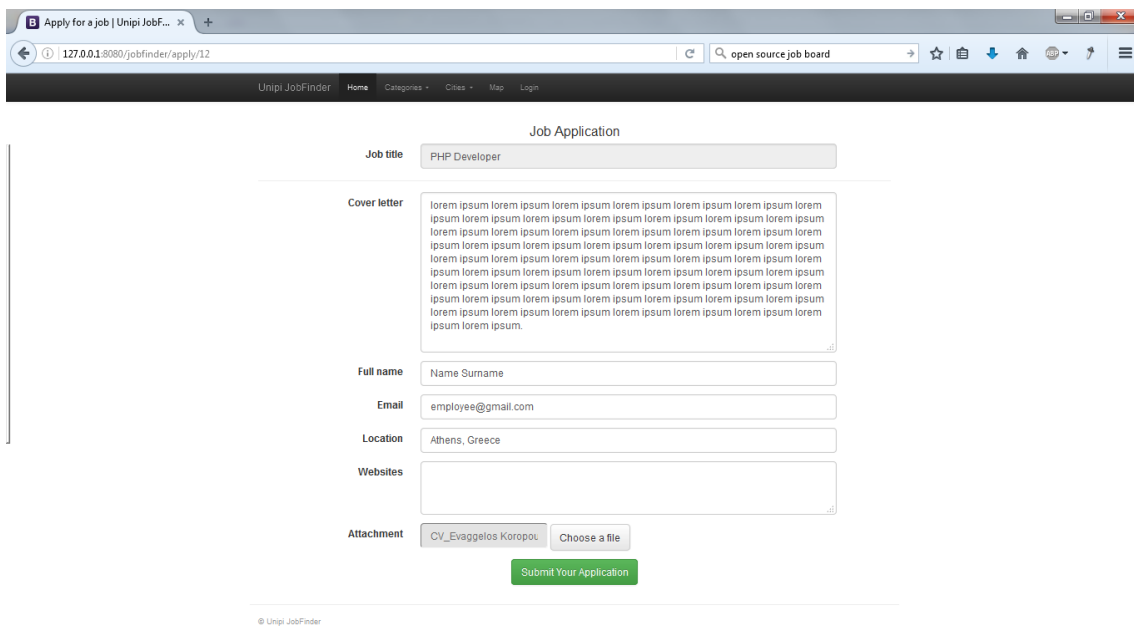 Apply for a job | Unipi JobF... × +
127.0.0.1:8080/jobfinder/apply/12
open source job board
ABP
Unipi JobFinder Home Categories Cities Map Login
Job Application
Job title PHP Developer
Cover letter
lorem ipsum lorem ipsum lorem ipsum lorem ipsum lorem ipsum lorem ipsum lorem
ipsum lorem ipsum lorem ipsum lorem ipsum lorem ipsum lorem ipsum lorem ipsum
lorem ipsum lorem ipsum lorem ipsum lorem ipsum lorem ipsum lorem ipsum lorem
ipsum lorem ipsum lorem ipsum lorem ipsum lorem ipsum lorem ipsum lorem ipsum
lorem ipsum lorem ipsum lorem ipsum lorem ipsum lorem ipsum lorem ipsum lorem
ipsum lorem ipsum lorem ipsum lorem ipsum lorem ipsum lorem ipsum lorem ipsum
lorem ipsum lorem ipsum lorem ipsum lorem ipsum lorem ipsum lorem ipsum lorem
ipsum lorem ipsum lorem ipsum lorem ipsum lorem ipsum lorem ipsum lorem ipsum
lorem ipsum lorem ipsum lorem ipsum lorem ipsum lorem ipsum lorem ipsum lorem
ipsum lorem ipsum.
Full name Name Surname
Email employee@gmail.com
Location Athens, Greece
Websites
Attachment CV_Evaggelos Koropou Choose a file
Submit Your Application
© Unipi JobFinder